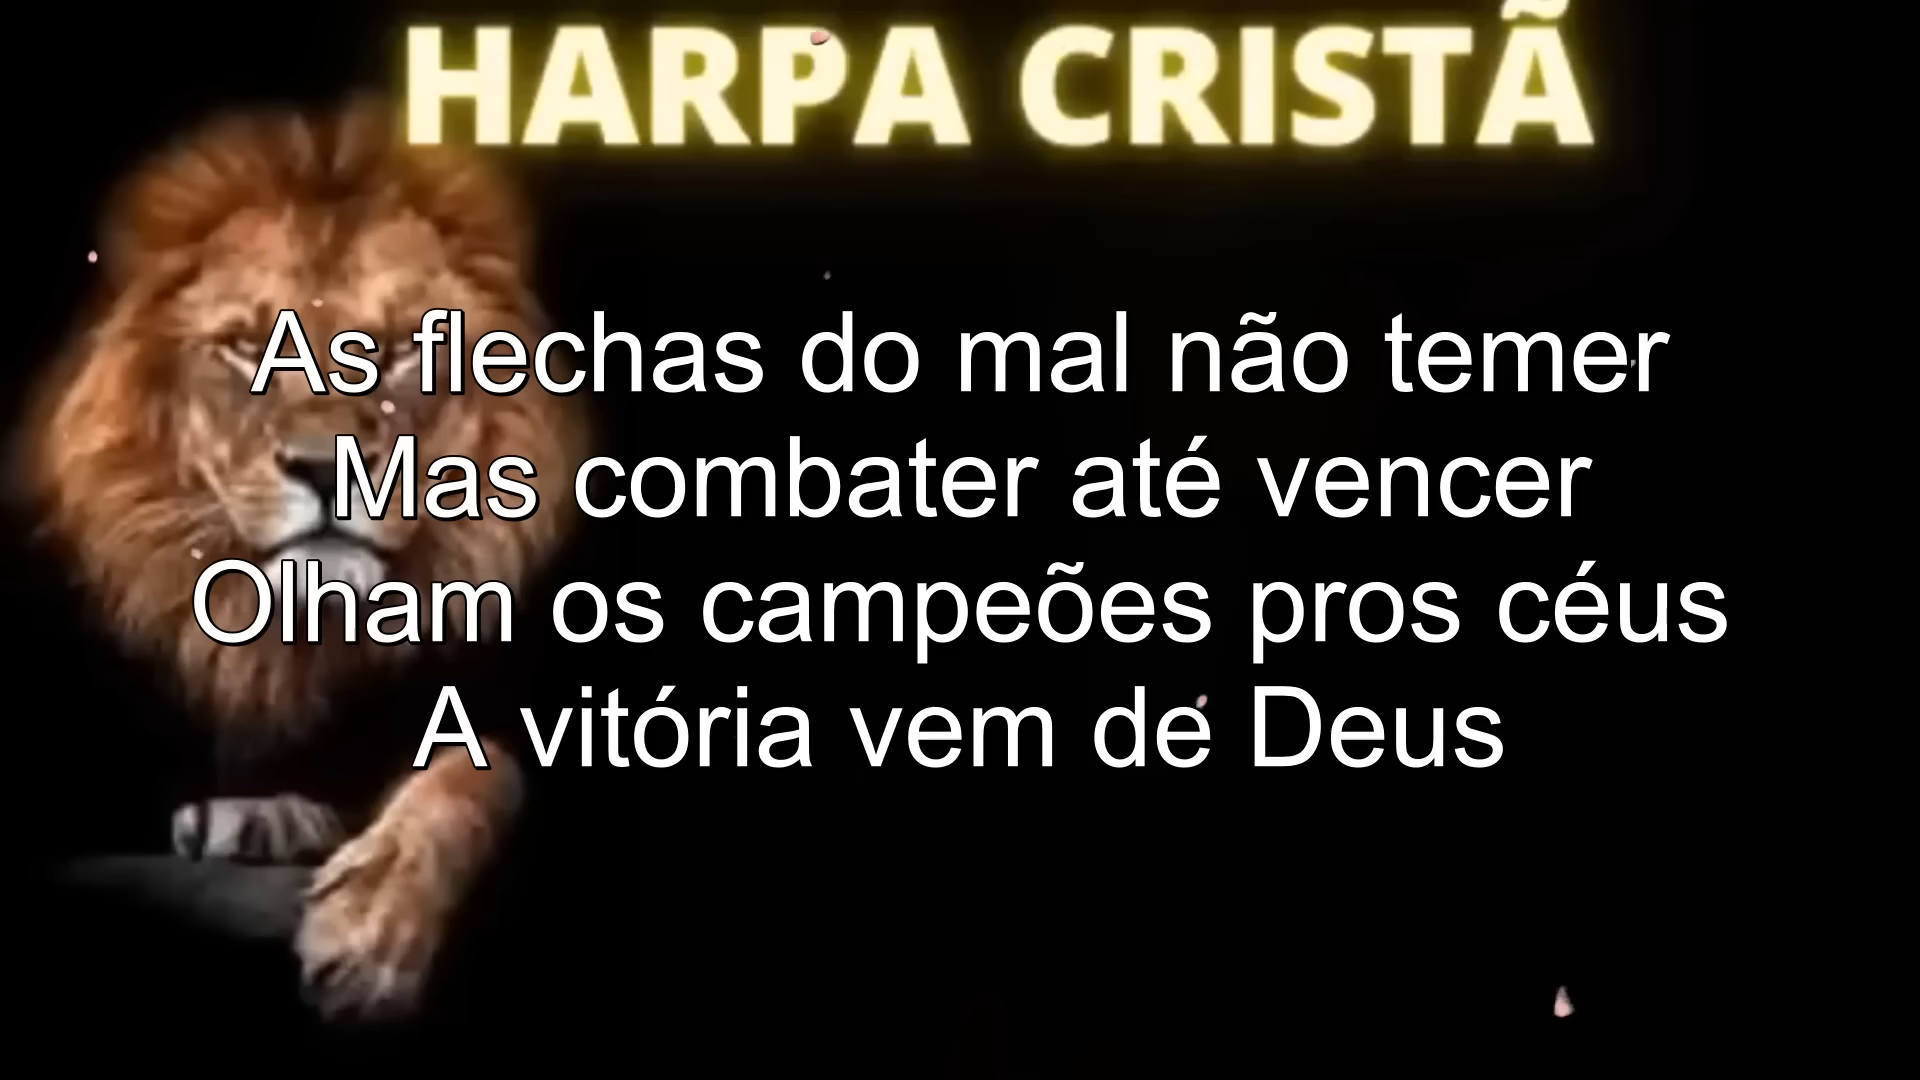 HARPA CRISTÃ
As flechas do mal não temer
Mas combater até vencer
Olham os campeões pros céus
A vitória vem de Deus